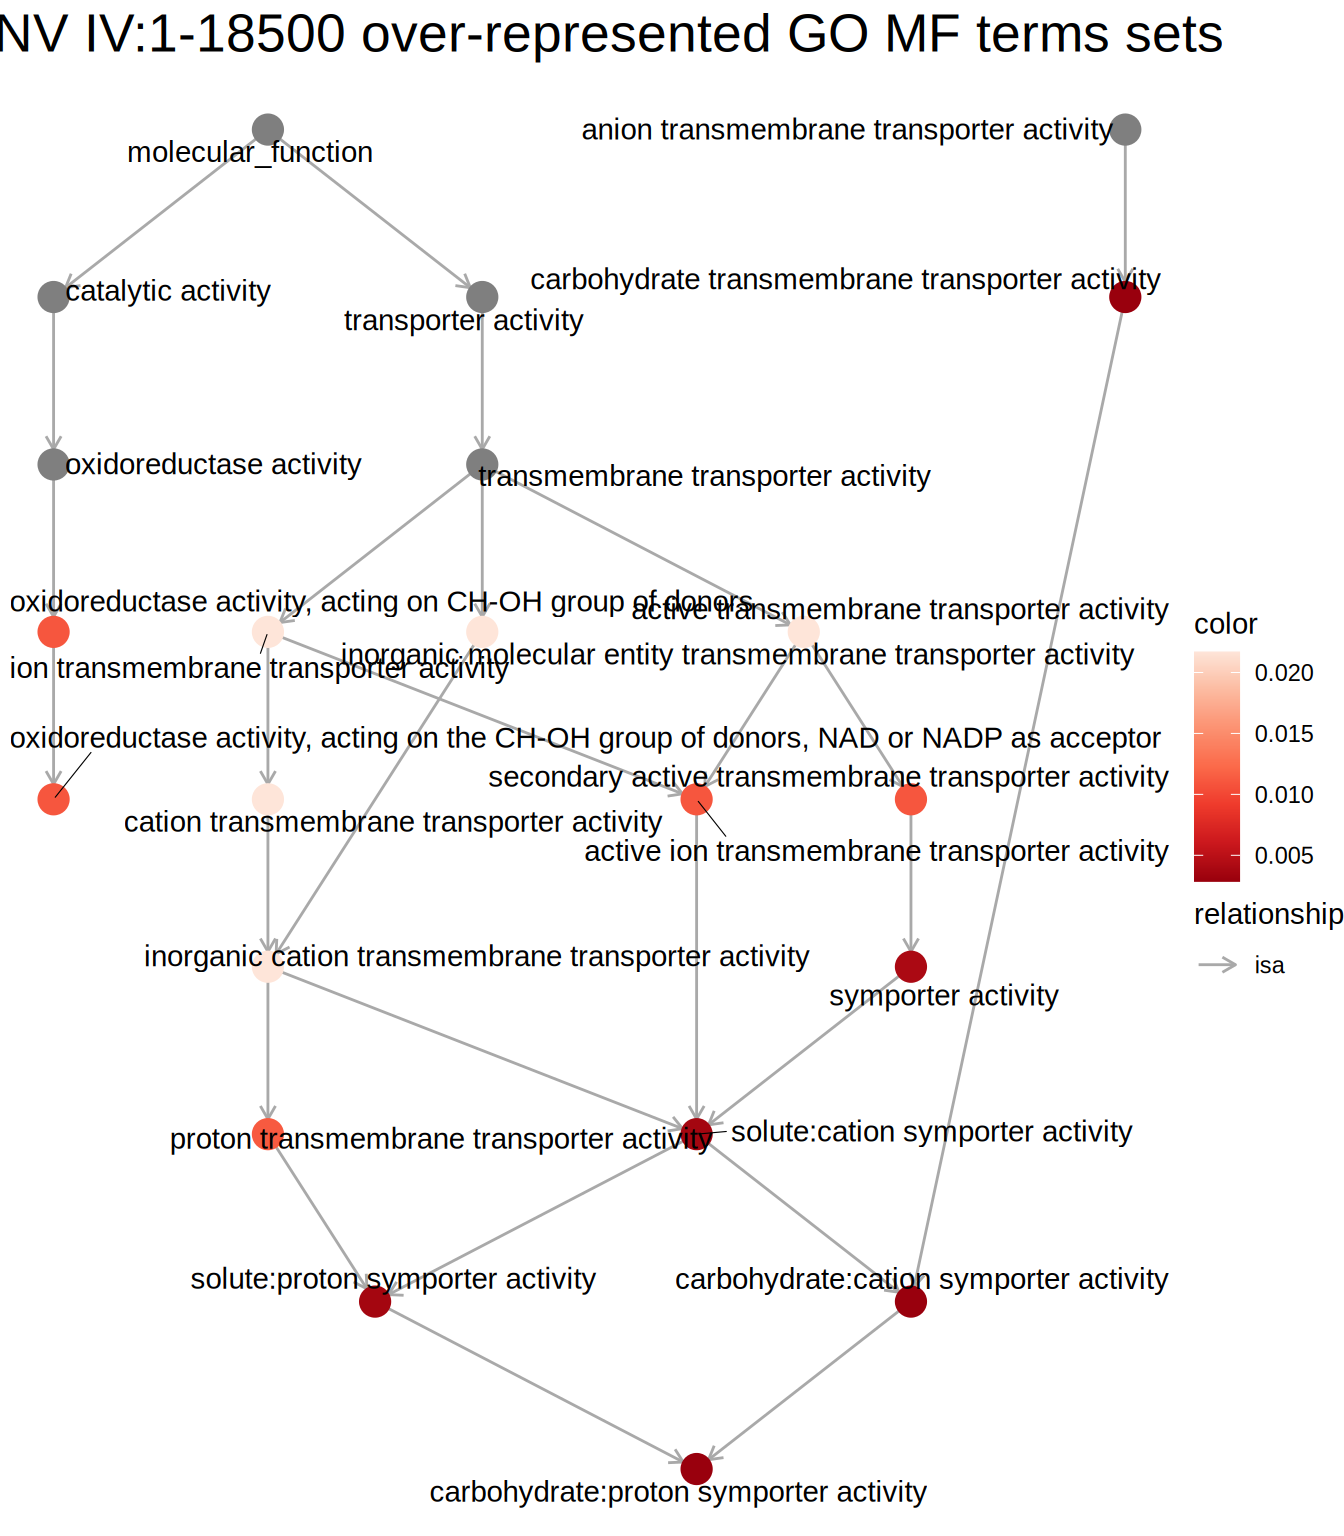 NV IV:1-18500 over-represented GO MF terms sets
anion transmembrane transporter activity
molecular_function
carbohydrate transmembrane transporter activity
catalytic activity
transporter activity
oxidoreductase activity
transmembrane transporter activity
oxidoreductase activity, acting on CH-OH group of donors
active transmembrane transporter activity
color
inorganic molecular entity transmembrane transporter activity
ion transmembrane transporter activity
0.020
0.015
oxidoreductase activity, acting on the CH-OH group of donors, NAD or NADP as acceptor
secondary active transmembrane transporter activity
0.010
cation transmembrane transporter activity
active ion transmembrane transporter activity
0.005
relationship
inorganic cation transmembrane transporter activity
isa
symporter activity
solute:cation symporter activity
proton transmembrane transporter activity
solute:proton symporter activity
carbohydrate:cation symporter activity
carbohydrate:proton symporter activity